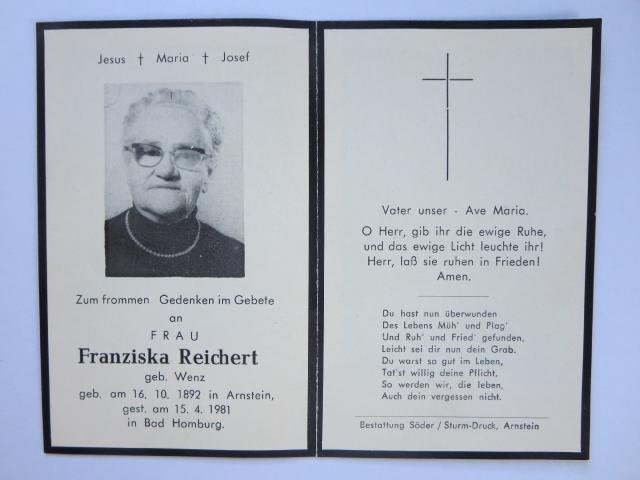 Jesus † Maria † Josef
Zum frommen Gedenken im Gebete
an
FRAU
Franziska Reichert
geb. Wenz
geb. am 16. 10. 1892 in Arnstein,
gest. am 15. 4. 1981
in Bad Homburg.
Vater unser - Ave Maria.
O Herr, gib ihr die ewige Ruhe,
und das ewige Licht leuchte ihr!
Herr, laß sie ruhen in Frieden!
Amen.
Du hast nun überwunden
Des Lebens Müh' und Plag'
Und Ruh' und Fried' gefunden,
Leicht sei dir nun dein Grab.
Du warst so gut im Leben,
Tat'st willig deine Pflicht,
So werden wir, die leben,
Auch dein vergessen nicht.
Bestattung Söder / Sturm-Druck, Arnstein